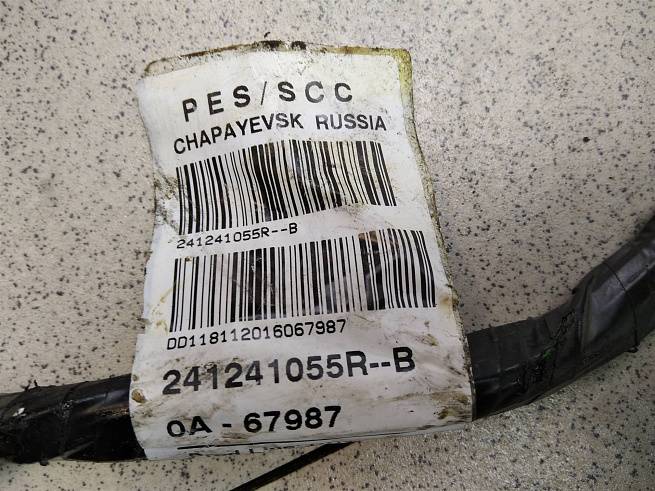 PES/SCC
CHAPAYEVSK RUSSIA
241241055R--B
DD118112016067987
241241055R--B
0A - 67987